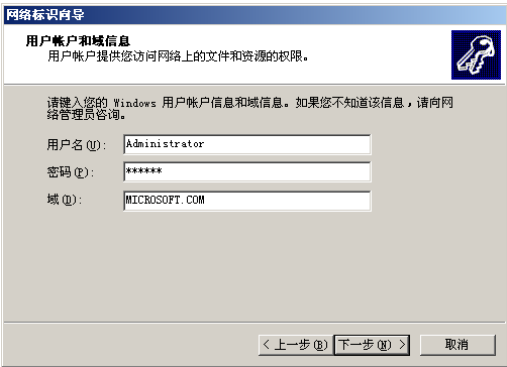 网络标识向导
用户帐户和域信息
用户帐户提供您访问网络上的文件和资源的权限。
请键入您的 Windows 用户帐户信息和域信息。如果您不知道该信息，请向网
络管理员咨询。
用户名(U): Administrator
密码(P): ******
域(D): MICROSOFT.COM
< 上一步(B) 下一步(N) > 取消